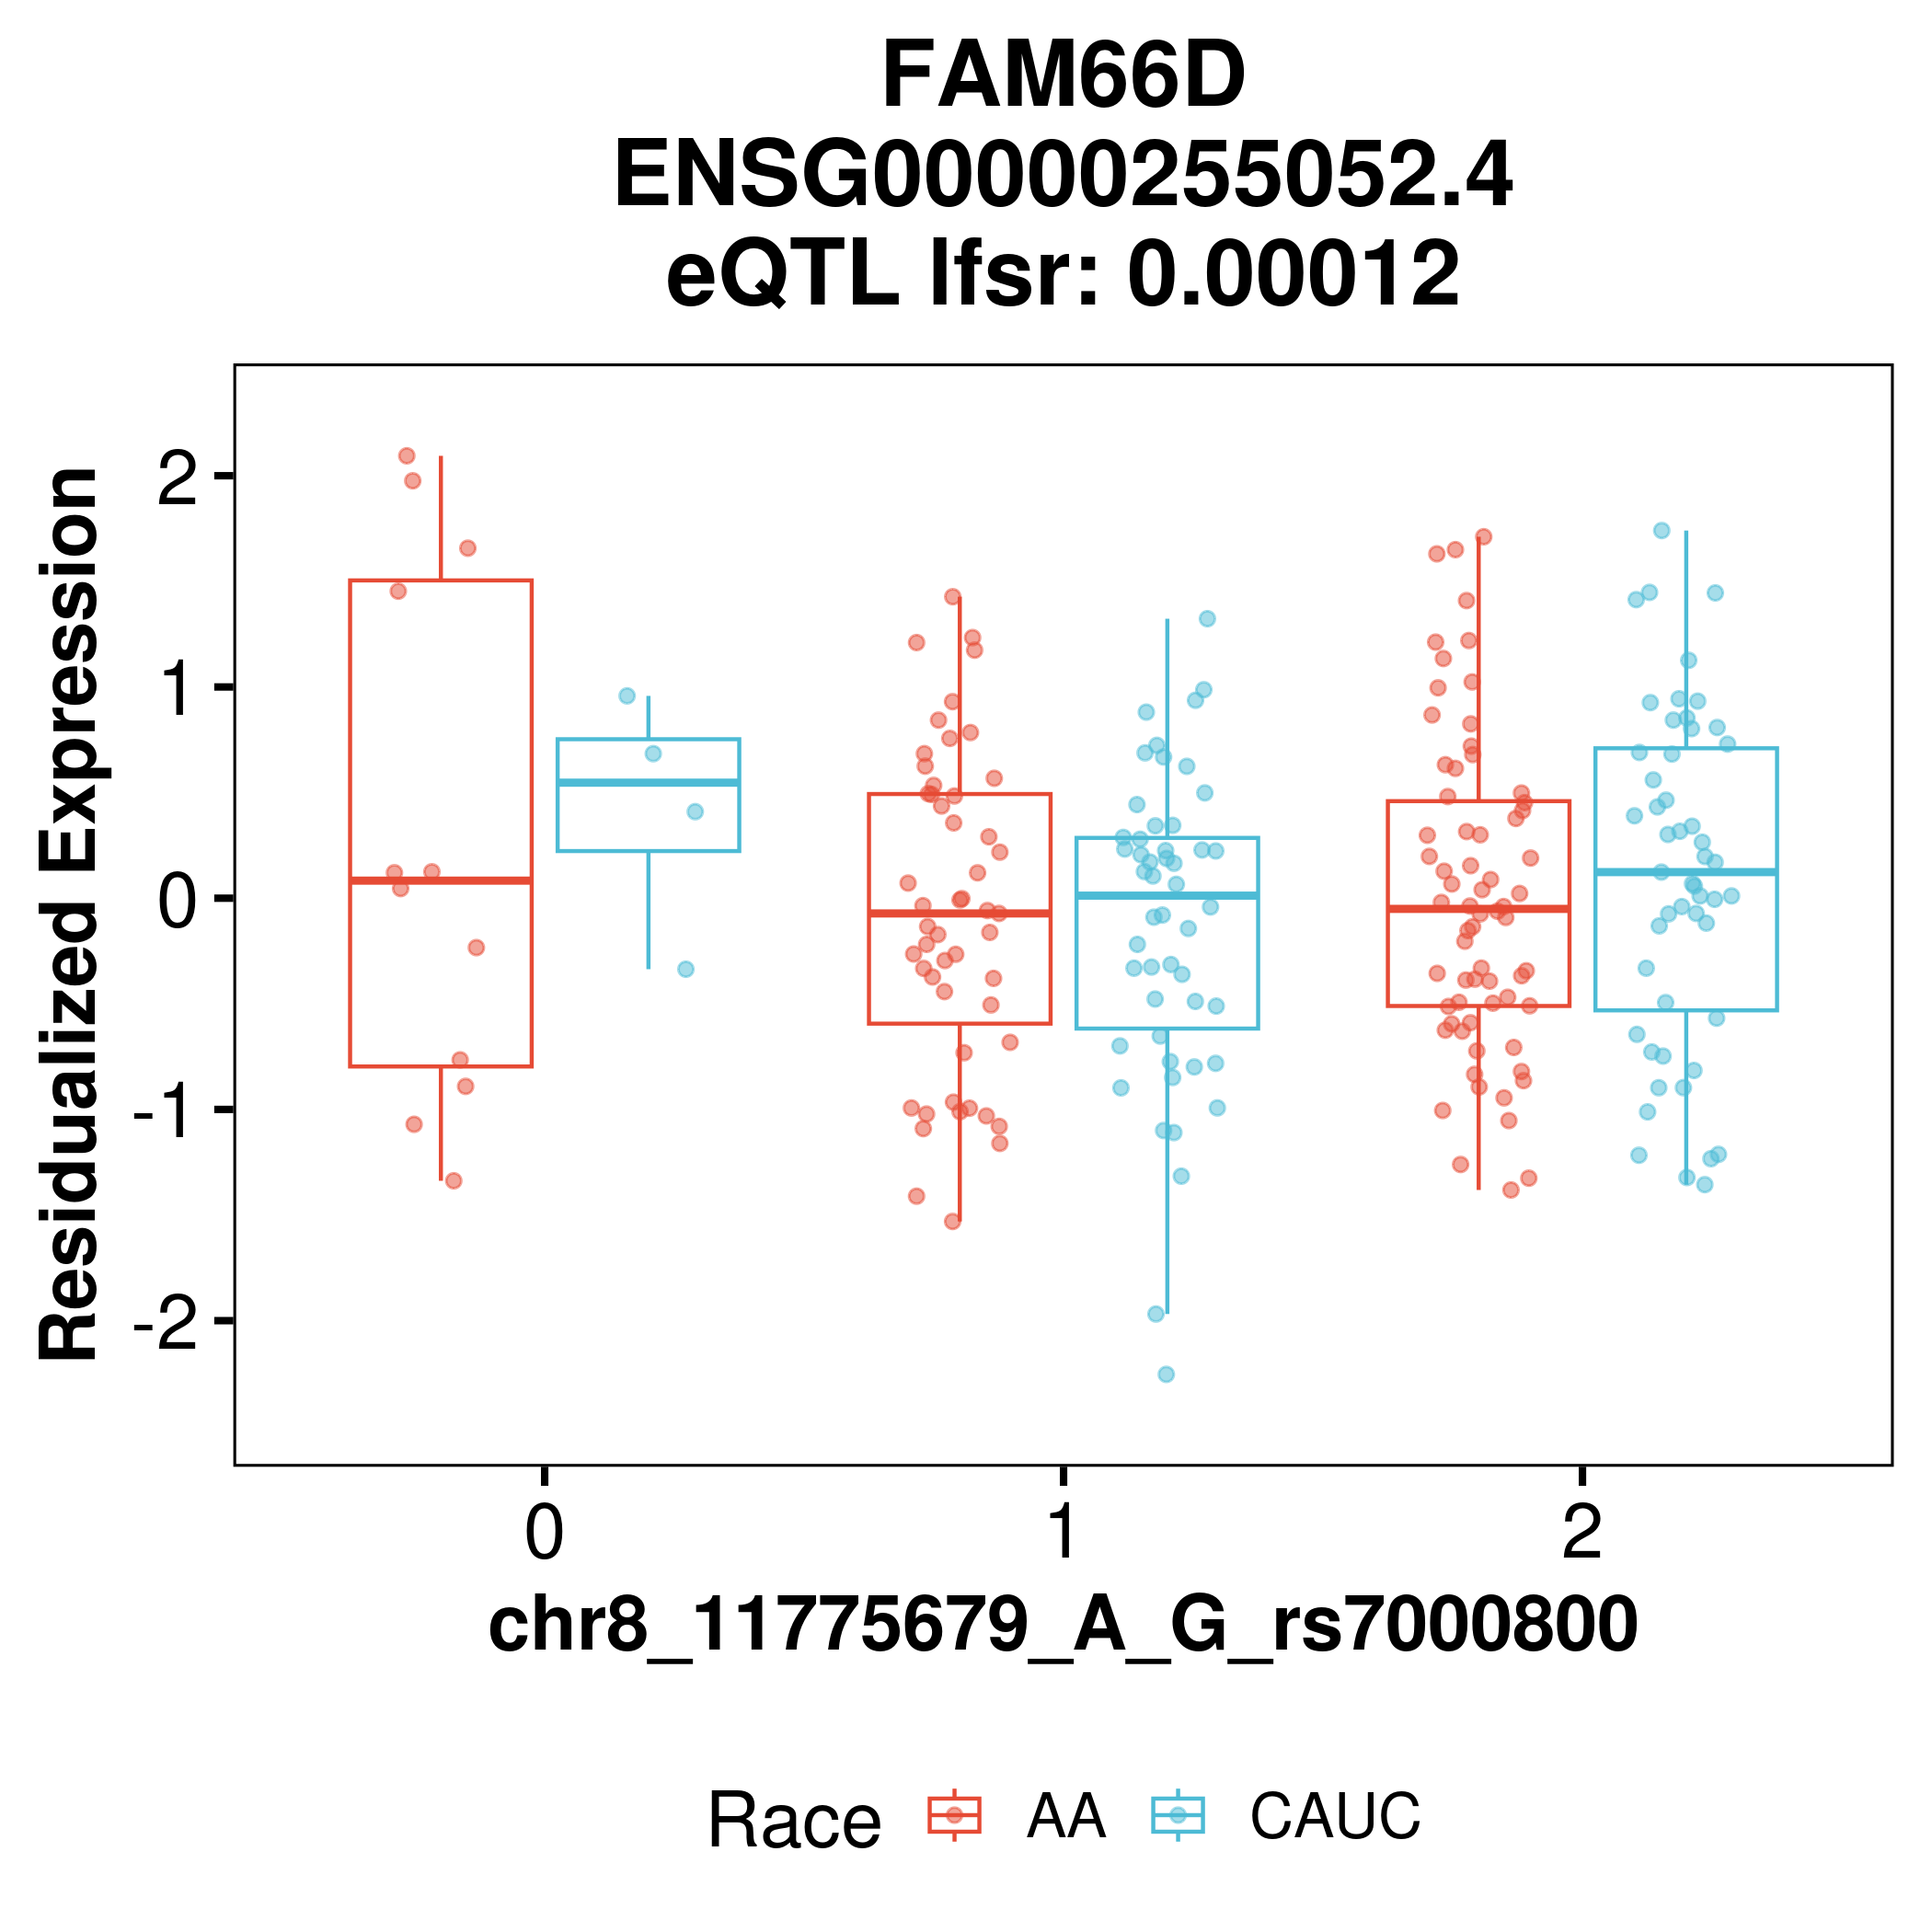 FAM66D
ENSG00000255052.4
eQTL lfsr: 0.00012
Residualized Expression
2
1
0
-1
-2
0 1 2
chr8_11775679_A_G_rs7000800
Race AA CAUC